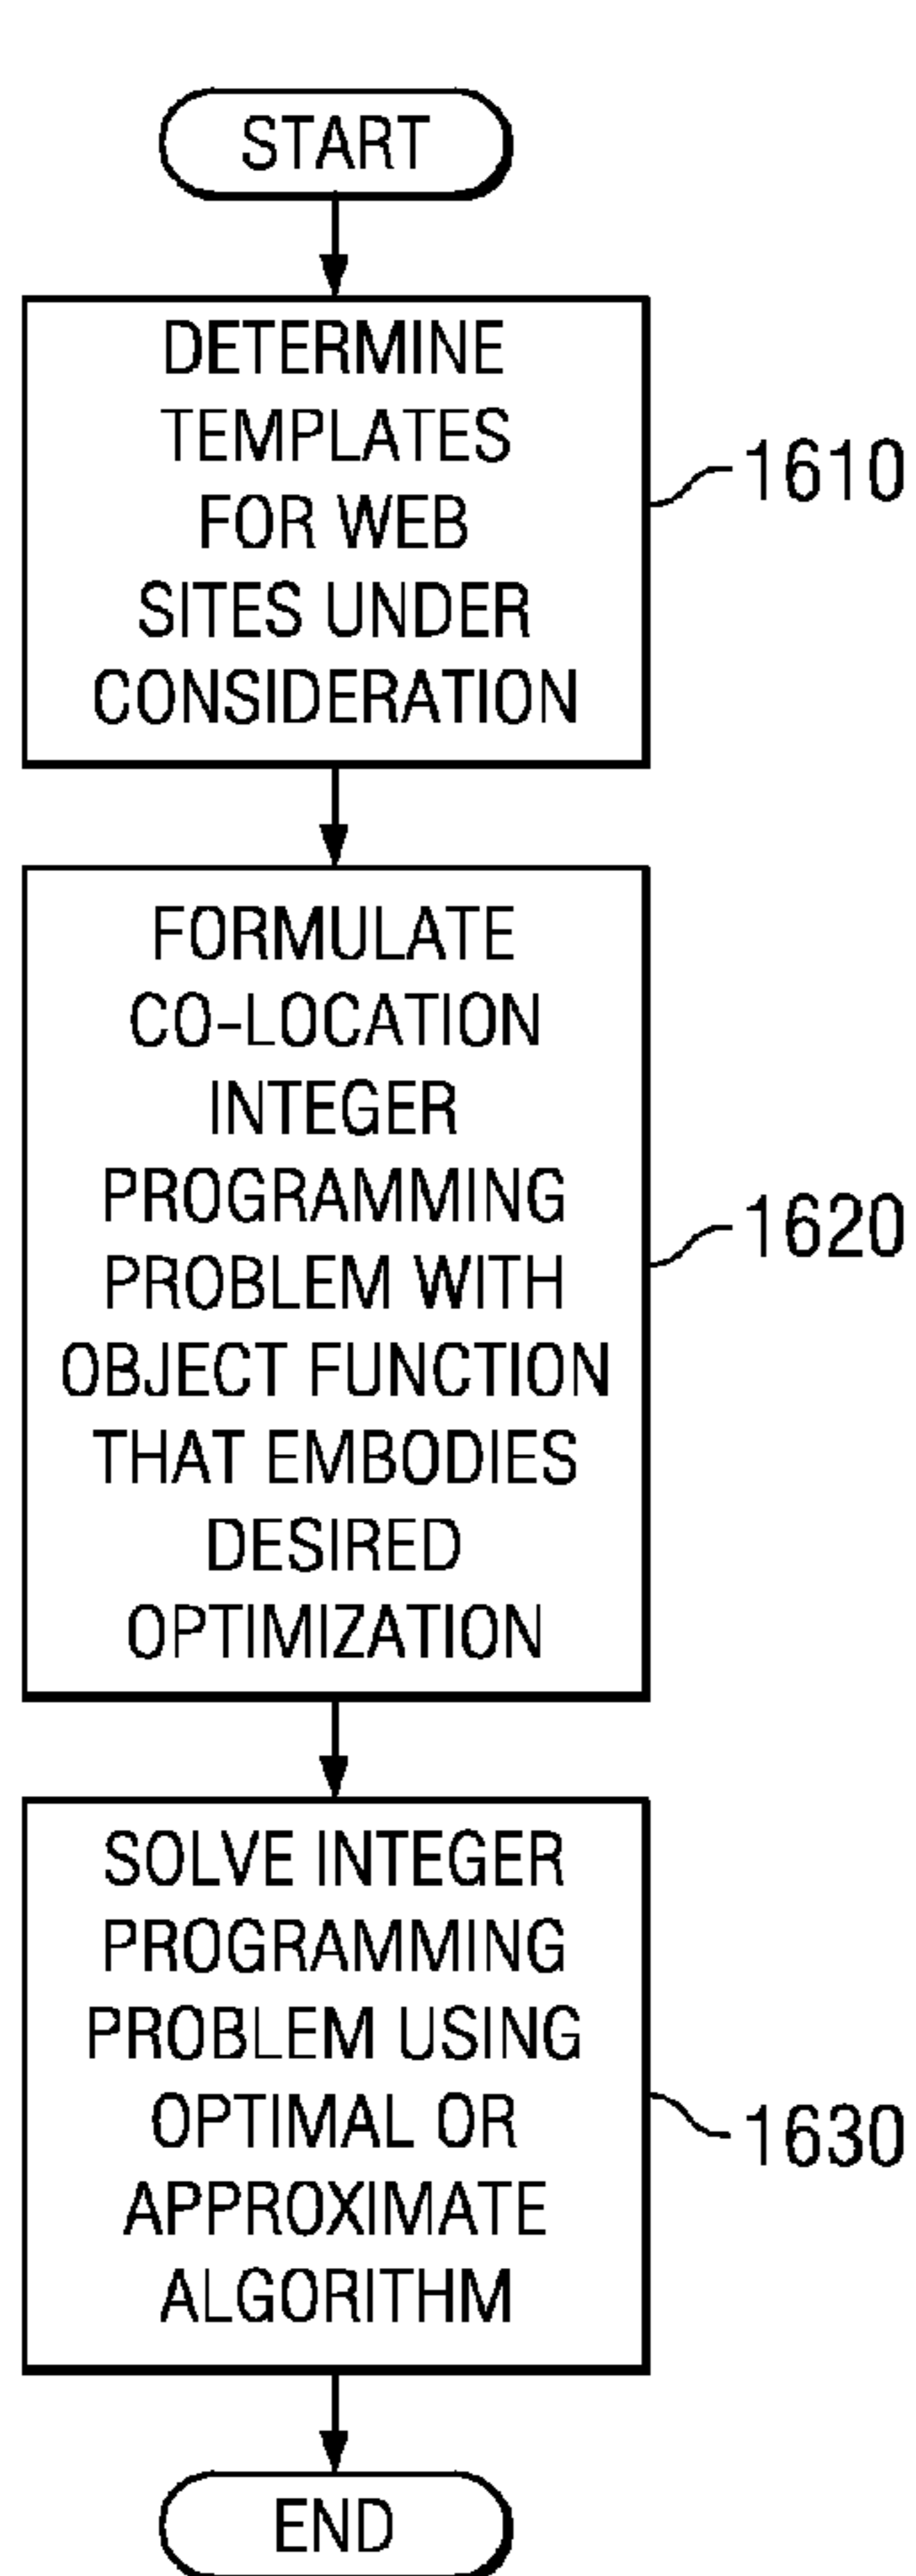 START
DETERMINE
TEMPLATES
FOR WEB
SITES UNDER
CONSIDERATION
1610
FORMULATE
CO-LOCATION
INTEGER
PROGRAMMING
PROBLEM WITH
OBJECT FUNCTION
THAT EMBODIES
DESIRED
OPTIMIZATION
1620
SOLVE INTEGER
PROGRAMMING
PROBLEM USING
OPTIMAL OR
APPROXIMATE
ALGORITHM
1630
END